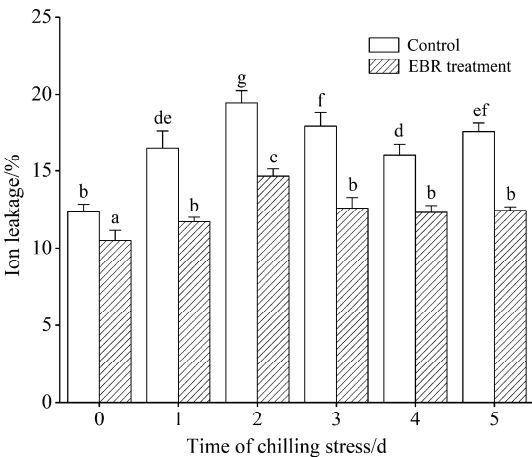 25
20
15
10
5
0
Ion leakage/%
Control
EBR treatment
b
a
de
b
g
c
f
b
d
b
ef
b
0 1 2 3 4 5
Time of chilling stress/d